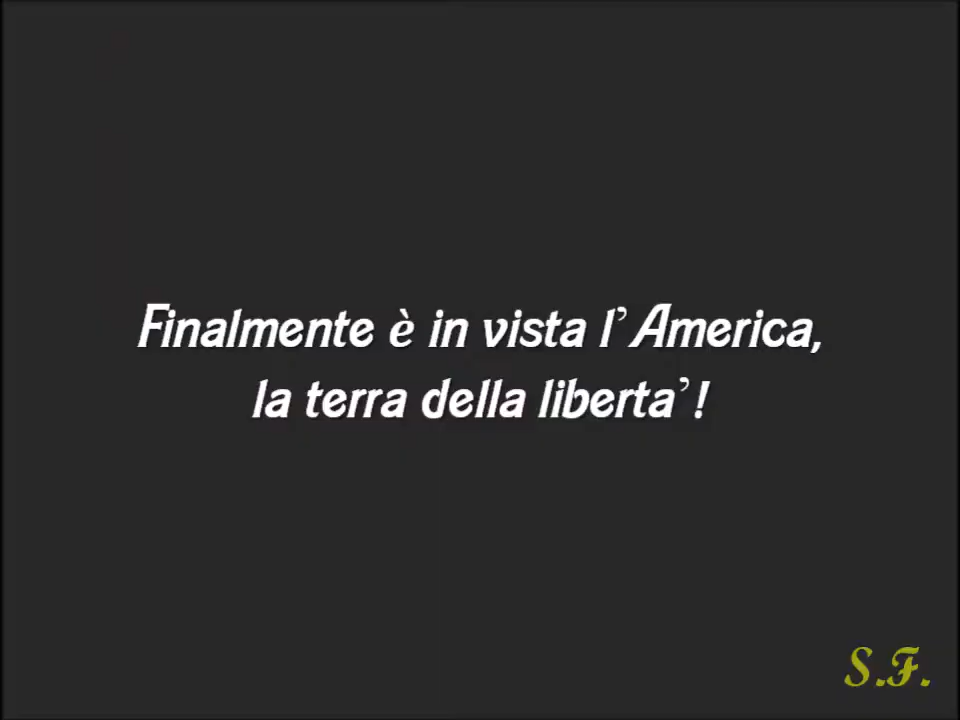 Finalmente è in vista l’America,
la terra della liberta’!
S.F.